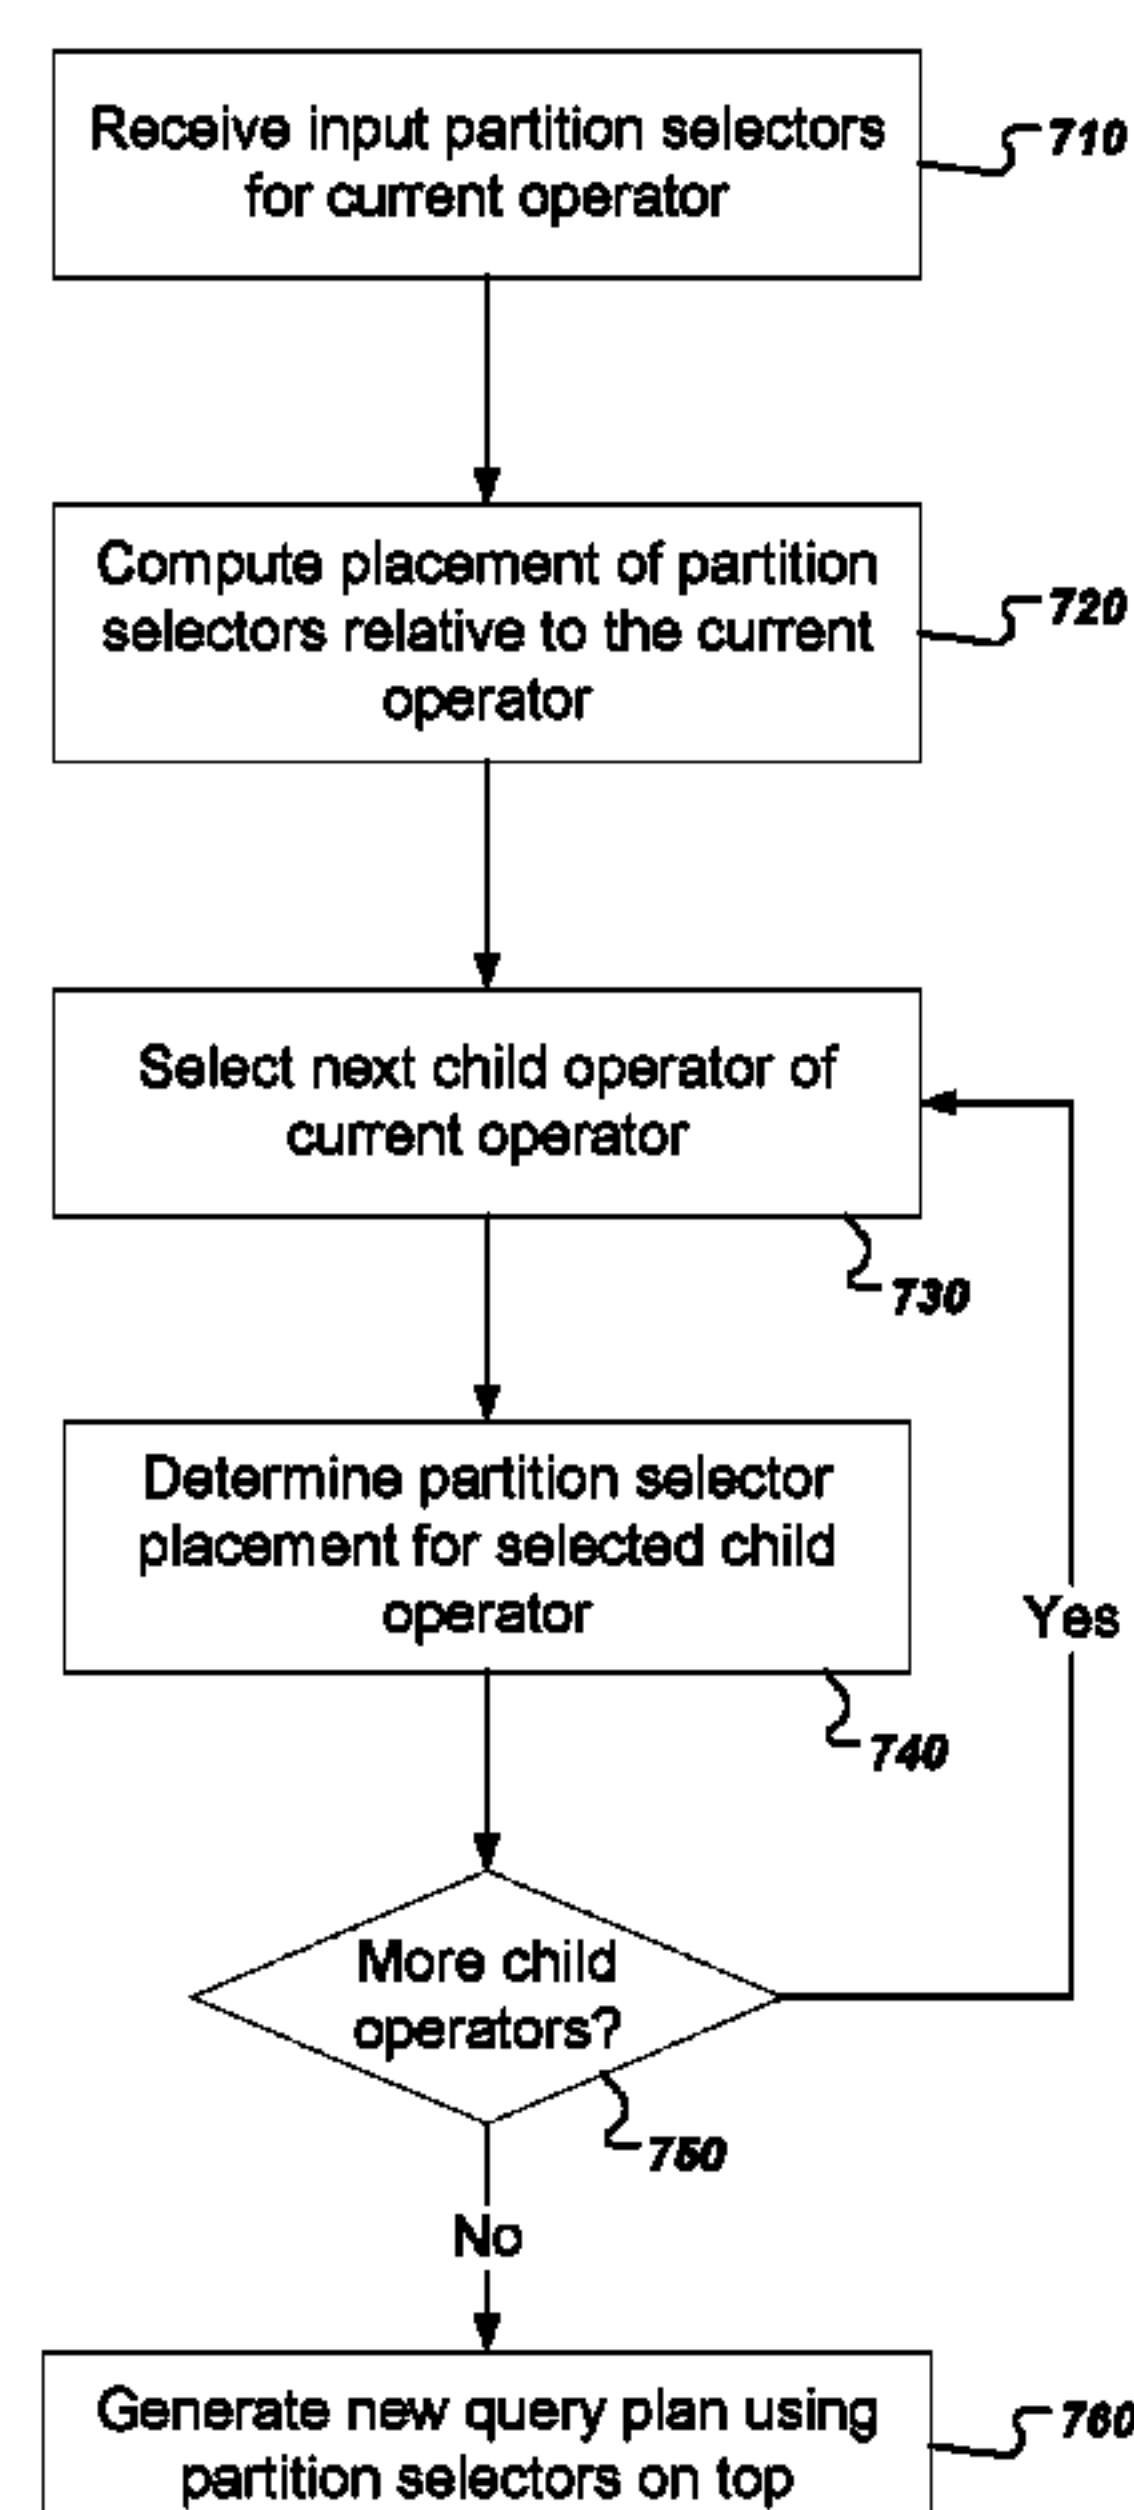 Receive input partition selectors
for current operator
710
Compute placement of partition
selectors relative to the current
operator
720
Select next child operator of
current operator
730
Determine partition selector
placement for selected child
operator
Yes
740
More child
operators?
750
No
Generate new query plan using
partition selectors on top
760